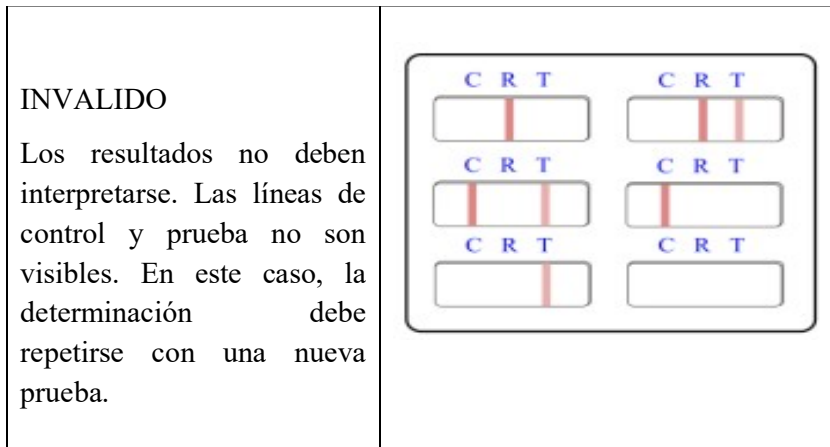 INVALIDO
Los resultados no deben
interpretarse. Las líneas de
control y prueba no son
visibles. En este caso, la
determinación debe
repetirse con una nueva
prueba.
C R T C R T
C R T C R T
C R T C R T